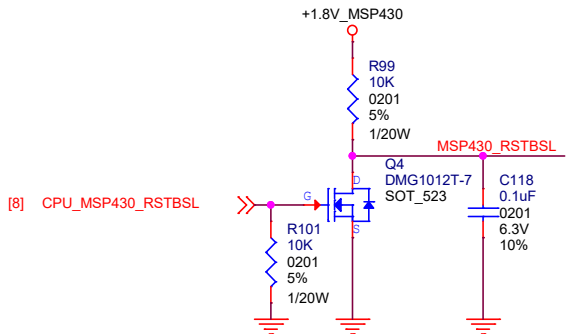 +1.8V_MSP430
R99
10K
0201
5%
1/20W
MSP430_RSTBSL
Q4
DMG1012T-7
SOT_523
D
G
S
C118
0.1uF
0201
6.3V
10%
[8] CPU_MSP430_RSTBSL
R101
10K
0201
5%
1/20W